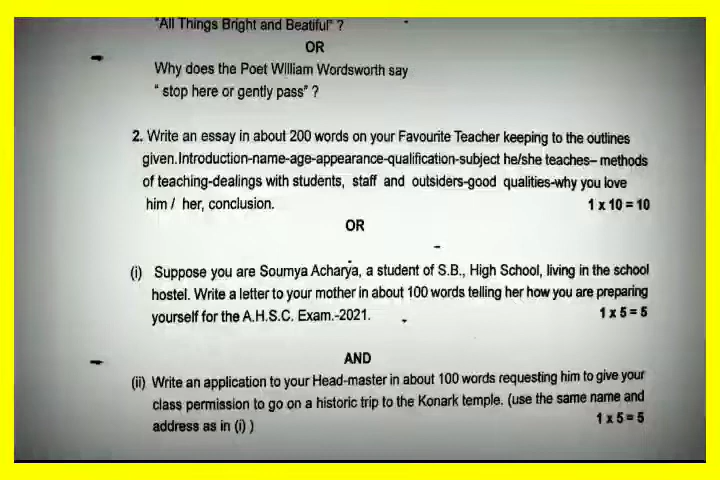 "All Things Bright and Beatiful" ?
OR
Why does the Poet William Wordsworth say
" stop here or gently pass" ?
2. Write an essay in about 200 words on your Favourite Teacher keeping to the outlines
given.Introduction-name-age-appearance-qualification-subject he/she teaches– methods
of teaching-dealings with students, staff and outsiders-good qualities-why you love
him / her, conclusion. 1 x 10 = 10
OR
(i) Suppose you are Soumya Acharya, a student of S.B., High School, living in the school
hostel. Write a letter to your mother in about 100 words telling her how you are preparing
yourself for the A.H.S.C. Exam.-2021. 1 x 5 = 5
AND
(ii) Write an application to your Head-master in about 100 words requesting him to give your
class permission to go on a historic trip to the Konark temple. (use the same name and
address as in (i) ) 1 x 5 = 5